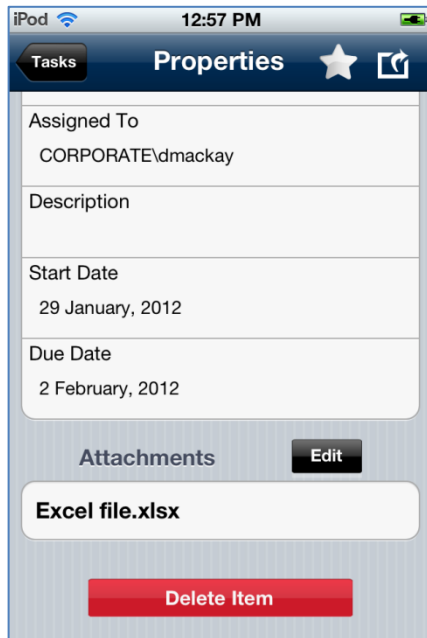 iPod 12:57 PM
Tasks Properties
Assigned To
CORPORATE\dmackay
Description
Start Date
29 January, 2012
Due Date
2 February, 2012
Attachments Edit
Excel file.xlsx
Delete Item